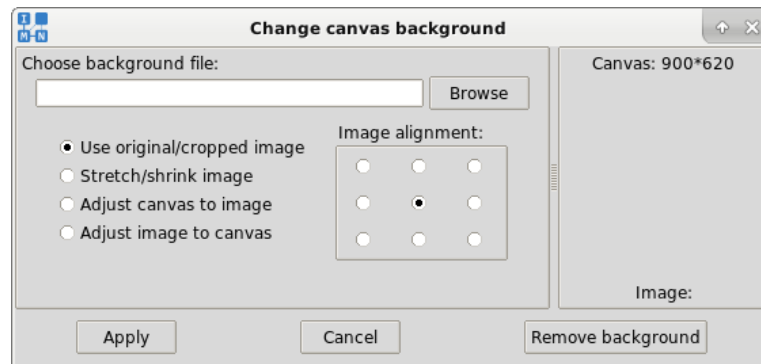 I
M N
Change canvas background
Choose background file:
Browse
Use original/cropped image
Stretch/shrink image
Adjust canvas to image
Adjust image to canvas
Image alignment:
Canvas: 900*620
Image:
Apply
Cancel
Remove background